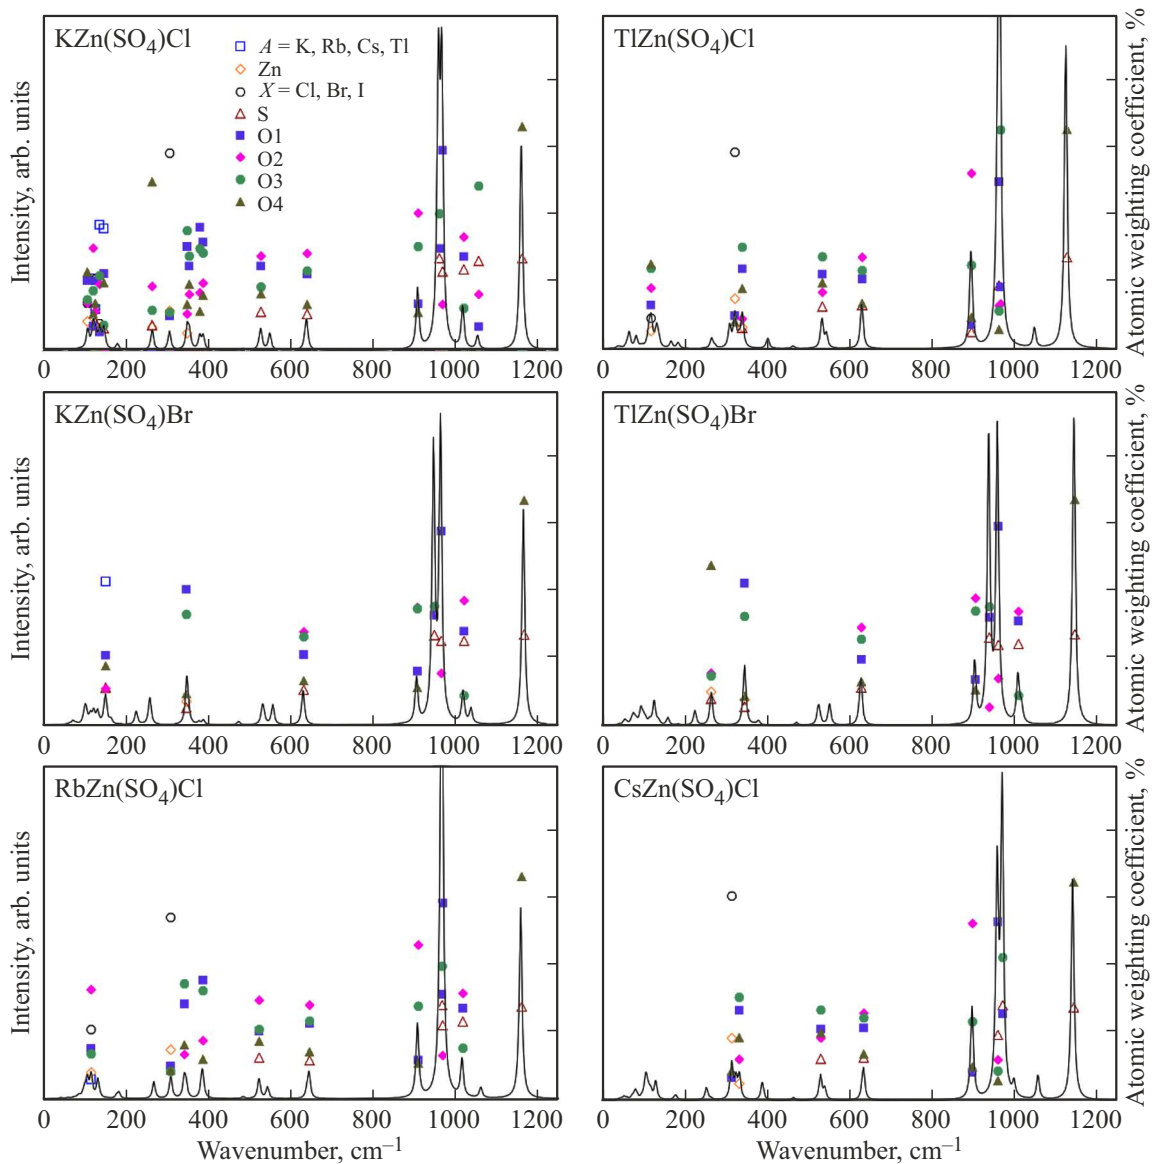 KZn(SO₄)Cl
A = K, Rb, Cs, Tl
Zn
X = Cl, Br, I
S
O1
O2
O3
O4
Intensity, arb. units
0 200 400 600 800 1000 1200
TlZn(SO₄)Cl
Atomic weighting coefficient, %
0 200 400 600 800 1000 1200
KZn(SO₄)Br
Intensity, arb. units
0 200 400 600 800 1000 1200
TlZn(SO₄)Br
Atomic weighting coefficient, %
0 200 400 600 800 1000 1200
RbZn(SO₄)Cl
Intensity, arb. units
0 200 400 600 800 1000 1200
Wavenumber, cm⁻¹
CsZn(SO₄)Cl
Atomic weighting coefficient, %
0 200 400 600 800 1000 1200
Wavenumber, cm⁻¹